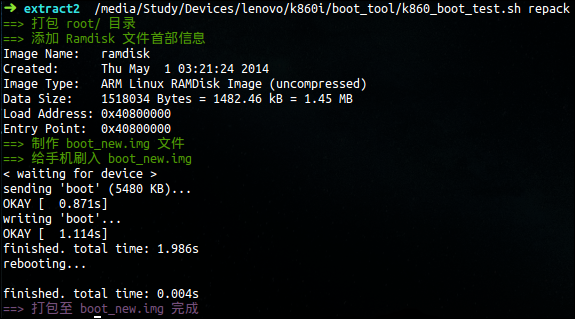 ➜ extract2 /media/Study/Devices/lenovo/k860i/boot_tool/k860_boot_test.sh repack
==> 打包 root/ 目录
==> 添加 Ramdisk 文件首部信息
Image Name:   ramdisk
Created:      Thu May  1 03:21:24 2014
Image Type:   ARM Linux RAMDisk Image (uncompressed)
Data Size:    1518034 Bytes = 1482.46 kB = 1.45 MB
Load Address: 0x40800000
Entry Point:  0x40800000
==> 制作 boot_new.img 文件
==> 给手机刷入 boot_new.img
< waiting for device >
sending 'boot' (5480 KB)...
OKAY [  0.871s]
writing 'boot'...
OKAY [  1.114s]
finished. total time: 1.986s
rebooting...
finished. total time: 0.004s
==> 打包至 boot_new.img 完成